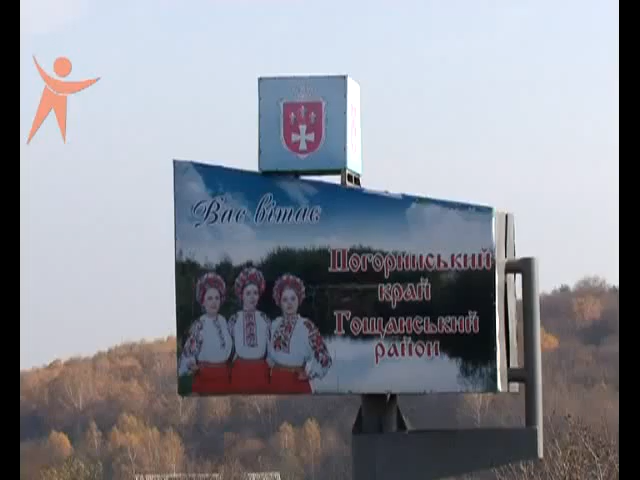 Вас вітає
Погоринський
край
Гощанський
район